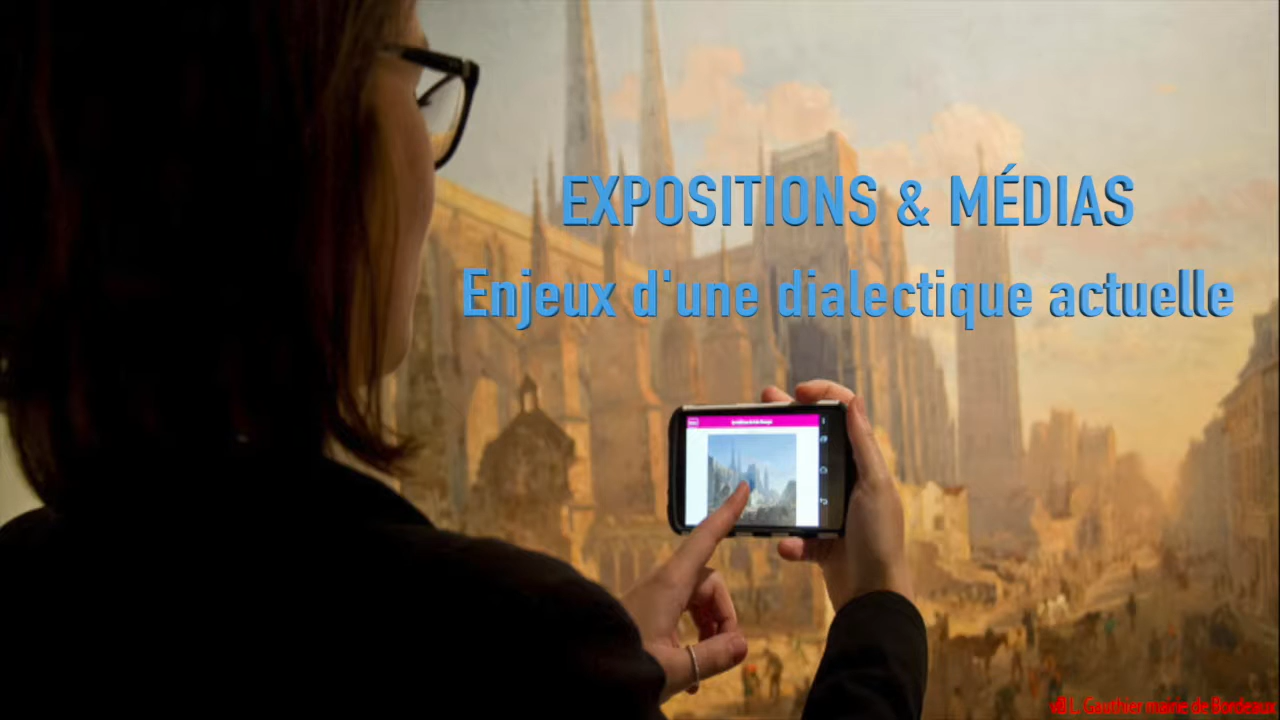 EXPOSITIONS & MÉDIAS
Enjeux d'une dialectique actuelle
L. Gauthier mairie de Bordeaux